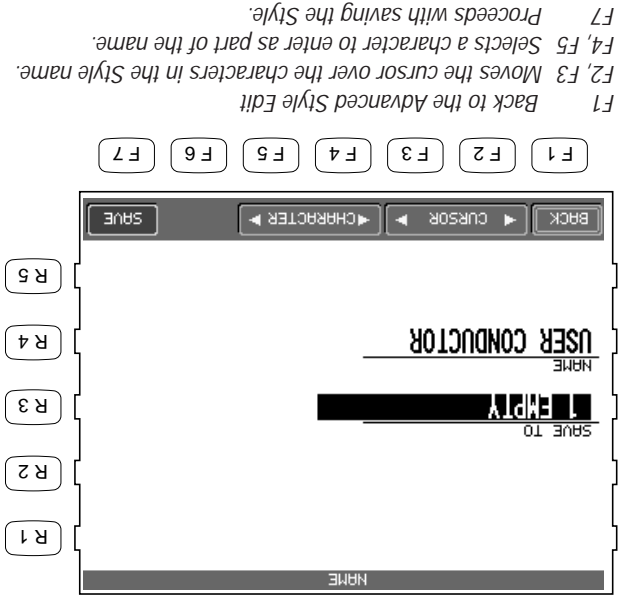 NAME
R 1
R 2
SAVE TO
1 EMPTY
R 3
NAME
USER CONDUCTOR
R 4
R 5
BACK ◄ CURSOR ► ◄CHARACTER► SAVE
F 1 F 2 F 3 F 4 F 5 F 6 F 7
F1 Back to the Advanced Style Edit
F2, F3 Moves the cursor over the characters in the Style name.
F4, F5 Selects a character to enter as part of the name.
F7 Proceeds with saving the Style.